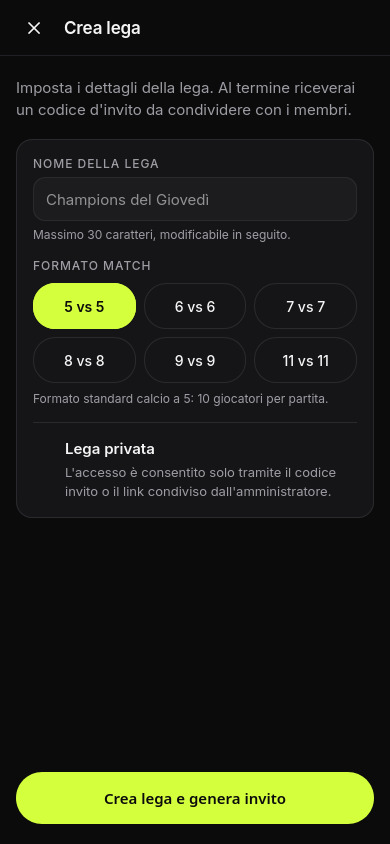 Crea lega
Imposta i dettagli della lega. Al termine riceverai
un codice d'invito da condividere con i membri.
NOME DELLA LEGA
Champions del Giovedì
Massimo 30 caratteri, modificabile in seguito.
FORMATO MATCH
5 vs 5
6 vs 6
7 vs 7
8 vs 8
9 vs 9
11 vs 11
Formato standard calcio a 5: 10 giocatori per partita.
Lega privata
L'accesso è consentito solo tramite il codice
invito o il link condiviso dall'amministratore.
Crea lega e genera invito